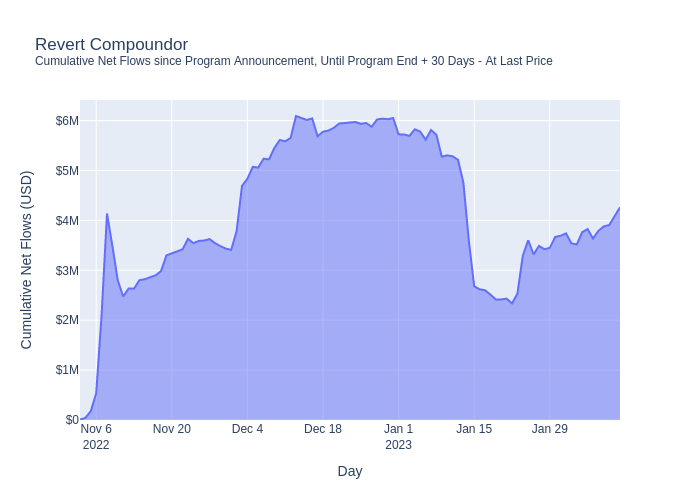 Revert Compoundor
Cumulative Net Flows since Program Announcement, Until Program End + 30 Days - At Last Price
Cumulative Net Flows (USD)
$6M
$5M
$4M
$3M
$2M
$1M
$0
Nov 6 Nov 20 Dec 4 Dec 18 Jan 1 Jan 15 Jan 29
2022 2023
Day